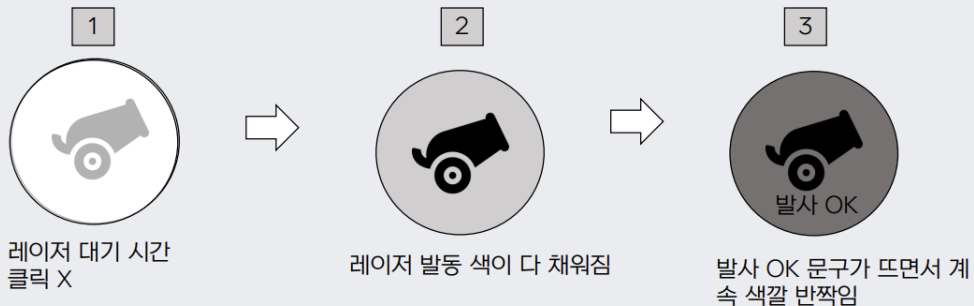 1
2
3
발사 OK
레이저 대기 시간
클릭 X
레이저 발동 색이 다 채워짐
발사 OK 문구가 뜨면서 계
속 색깔 반짝임